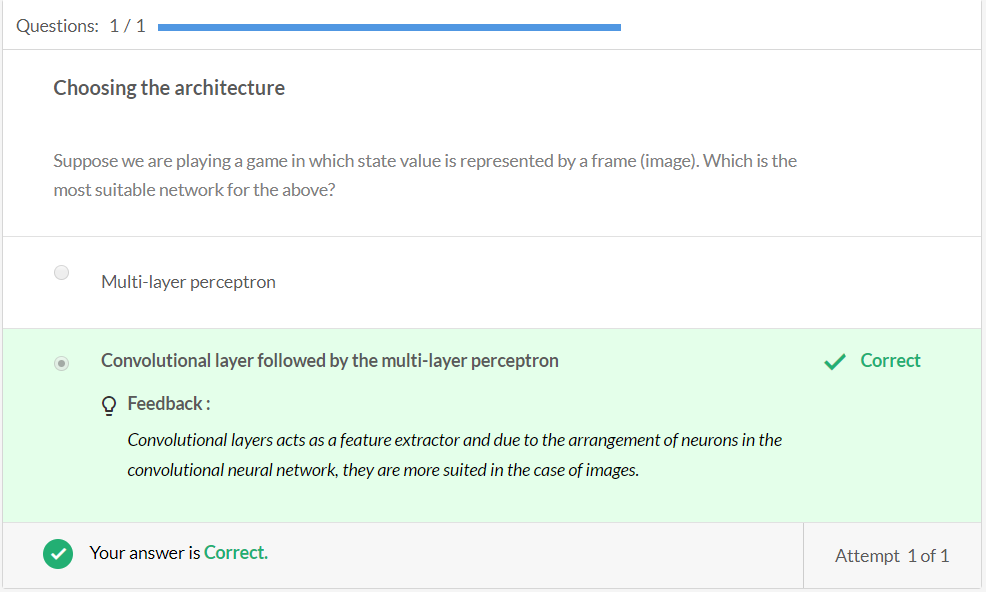 Questions: 1 / 1
Choosing the architecture
Suppose we are playing a game in which state value is represented by a frame (image). Which is the
most suitable network for the above?
Multi-layer perceptron
Convolutional layer followed by the multi-layer perceptron
Correct
Feedback :
Convolutional layers acts as a feature extractor and due to the arrangement of neurons in the
convolutional neural network, they are more suited in the case of images.
Your answer is Correct.
Attempt 1 of 1